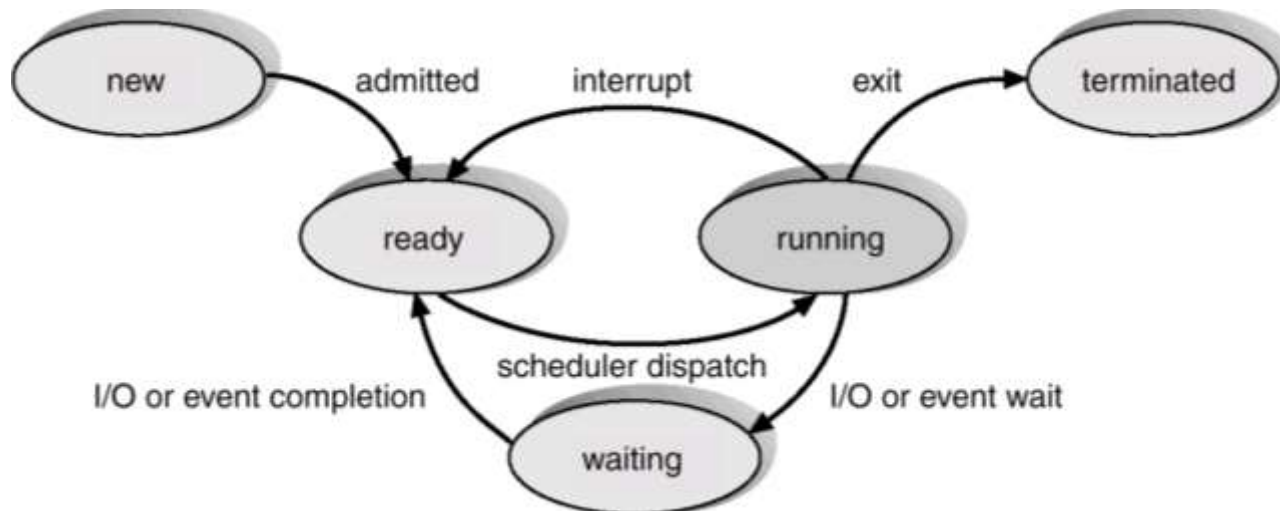 new
admitted
interrupt
exit
terminated
ready
running
scheduler dispatch
I/O or event completion
I/O or event wait
waiting